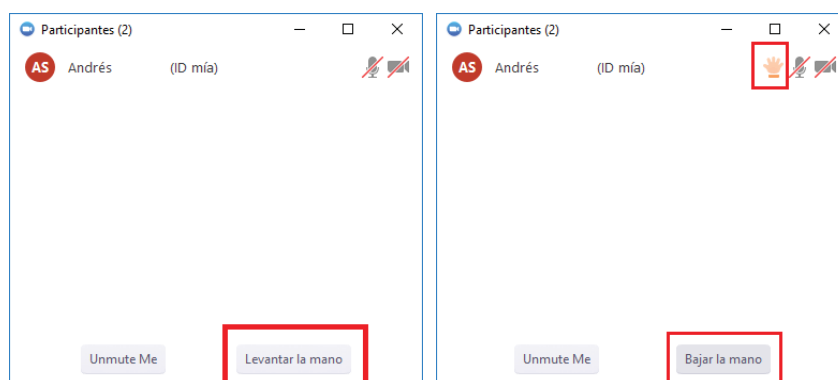 Participantes (2)
AS Andrés (ID mía)
Unmute Me Levantar la mano
Participantes (2)
AS Andrés (ID mía)
Unmute Me Bajar la mano